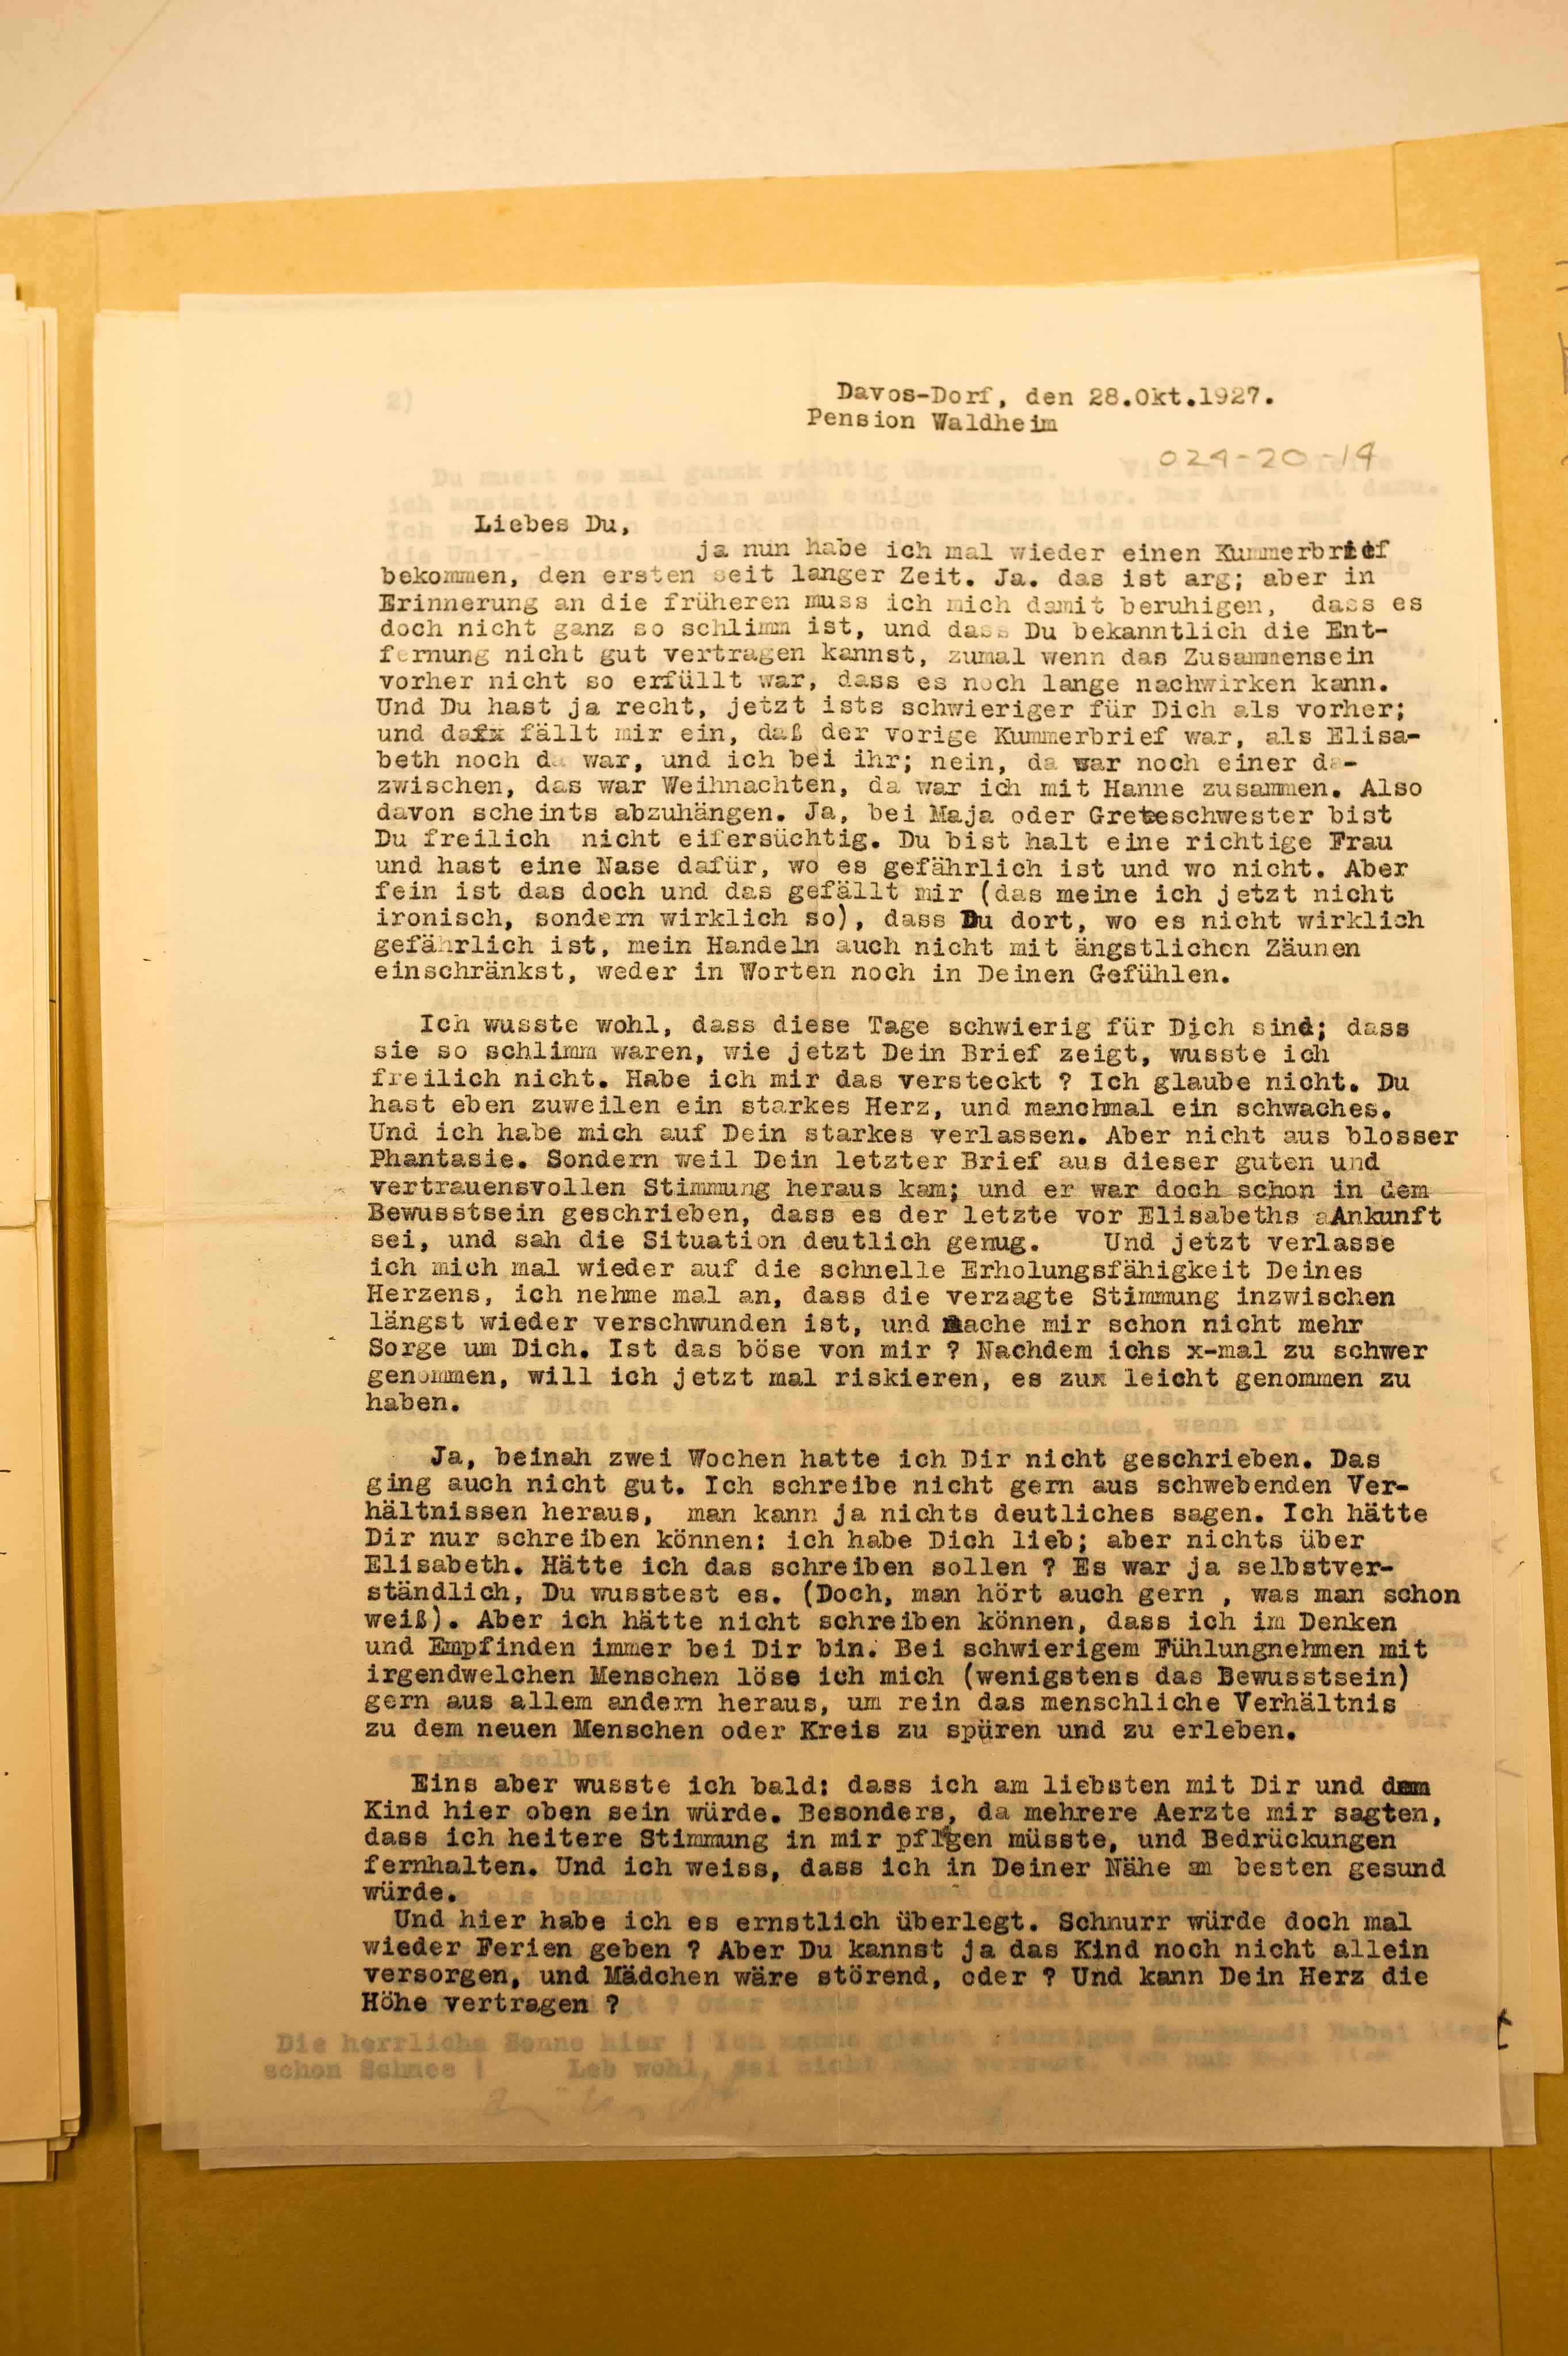 Davos-Dorf, den 28.Okt.1927.
Pension Waldheim
029-20-19
Liebes Du,
ja nun habe ich mal wieder einen Kummerbrief
bekommen, den ersten seit langer Zeit. Ja. das ist arg; aber in
Erinnerung an die früheren muss ich mich damit beruhigen, dass es
doch nicht ganz so schlimm ist, und dass Du bekanntlich die Ent-
fernung nicht gut vertragen kannst, zumal wenn das Zusammensein
vorher nicht so erfüllt war, dass es noch lange nachwirken kann.
Und Du hast ja recht, jetzt ists schwieriger für Dich als vorher;
und dafx fällt mir ein, daß der vorige Kummerbrief war, als Elisa-
beth noch da war, und ich bei ihr; nein, da war noch einer da-
zwischen, das war Weihnachten, da war ich mit Hanne zusammen. Also
davon scheints abzuhängen. Ja, bei Maja oder Greteschwester bist
Du freilich nicht eifersüchtig. Du bist halt eine richtige Frau
und hast eine Nase dafür, wo es gefährlich ist und wo nicht. Aber
fein ist das doch und das gefällt mir (das meine ich jetzt nicht
ironisch, sondern wirklich so), dass Du dort, wo es nicht wirklich
gefährlich ist, mein Handeln auch nicht mit ängstlichen Zäunen
einschränkst, weder in Worten noch in Deinen Gefühlen.
Ich wusste wohl, dass diese Tage schwierig für Dich sind; dass
sie so schlimm waren, wie jetzt Dein Brief zeigt, wusste ich
freilich nicht. Habe ich mir das versteckt ? Ich glaube nicht. Du
hast eben zuweilen ein starkes Herz, und manchmal ein schwaches.
Und ich habe mich auf Dein starkes verlassen. Aber nicht aus blosser
Phantasie. Sondern weil Dein letzter Brief aus dieser guten und
vertrauensvollen Stimmung heraus kam; und er war doch schon in dem
Bewusstsein geschrieben, dass es der letzte vor Elisabeths aAnkunft
sei, und sah die Situation deutlich genug. Und jetzt verlasse
ich mich mal wieder auf die schnelle Erholungsfähigkeit Deines
Herzens, ich nehme mal an, dass die verzagte Stimmung inzwischen
längst wieder verschwunden ist, und mache mir schon nicht mehr
Sorge um Dich. Ist das böse von mir ? Nachdem ichs x-mal zu schwer
genommen, will ich jetzt mal riskieren, es zux leicht genommen zu
haben.
Ja, beinah zwei Wochen hatte ich Dir nicht geschrieben. Das
ging auch nicht gut. Ich schreibe nicht gern aus schwebenden Ver-
hältnissen heraus, man kann ja nichts deutliches sagen. Ich hätte
Dir nur schreiben können: ich habe Dich lieb; aber nichts über
Elisabeth. Hätte ich das schreiben sollen ? Es war ja selbstver-
ständlich, Du wusstest es. (Doch, man hört auch gern , was man schon
weiß). Aber ich hätte nicht schreiben können, dass ich im Denken
und Empfinden immer bei Dir bin. Bei schwierigem Fühlungnehmen mit
irgendwelchen Menschen löse ich mich (wenigstens das Bewusstsein)
gern aus allem andern heraus, um rein das menschliche Verhältnis
zu dem neuen Menschen oder Kreis zu spüren und zu erleben.
Eins aber wusste ich bald: dass ich am liebsten mit Dir und dem
Kind hier oben sein würde. Besonders, da mehrere Aerzte mir sagten,
dass ich heitere Stimmung in mir pflgen müsste, und Bedrückungen
fernhalten. Und ich weiss, dass ich in Deiner Nähe am besten gesund
würde.
Und hier habe ich es ernstlich überlegt. Schnurr würde doch mal
wieder Ferien geben ? Aber Du kannst ja das Kind noch nicht allein
versorgen, und Mädchen wäre störend, oder ? Und kann Dein Herz die
Höhe vertragen ?
Die herrliche Sonne hier !
schon Schnee ! Leb wohl,